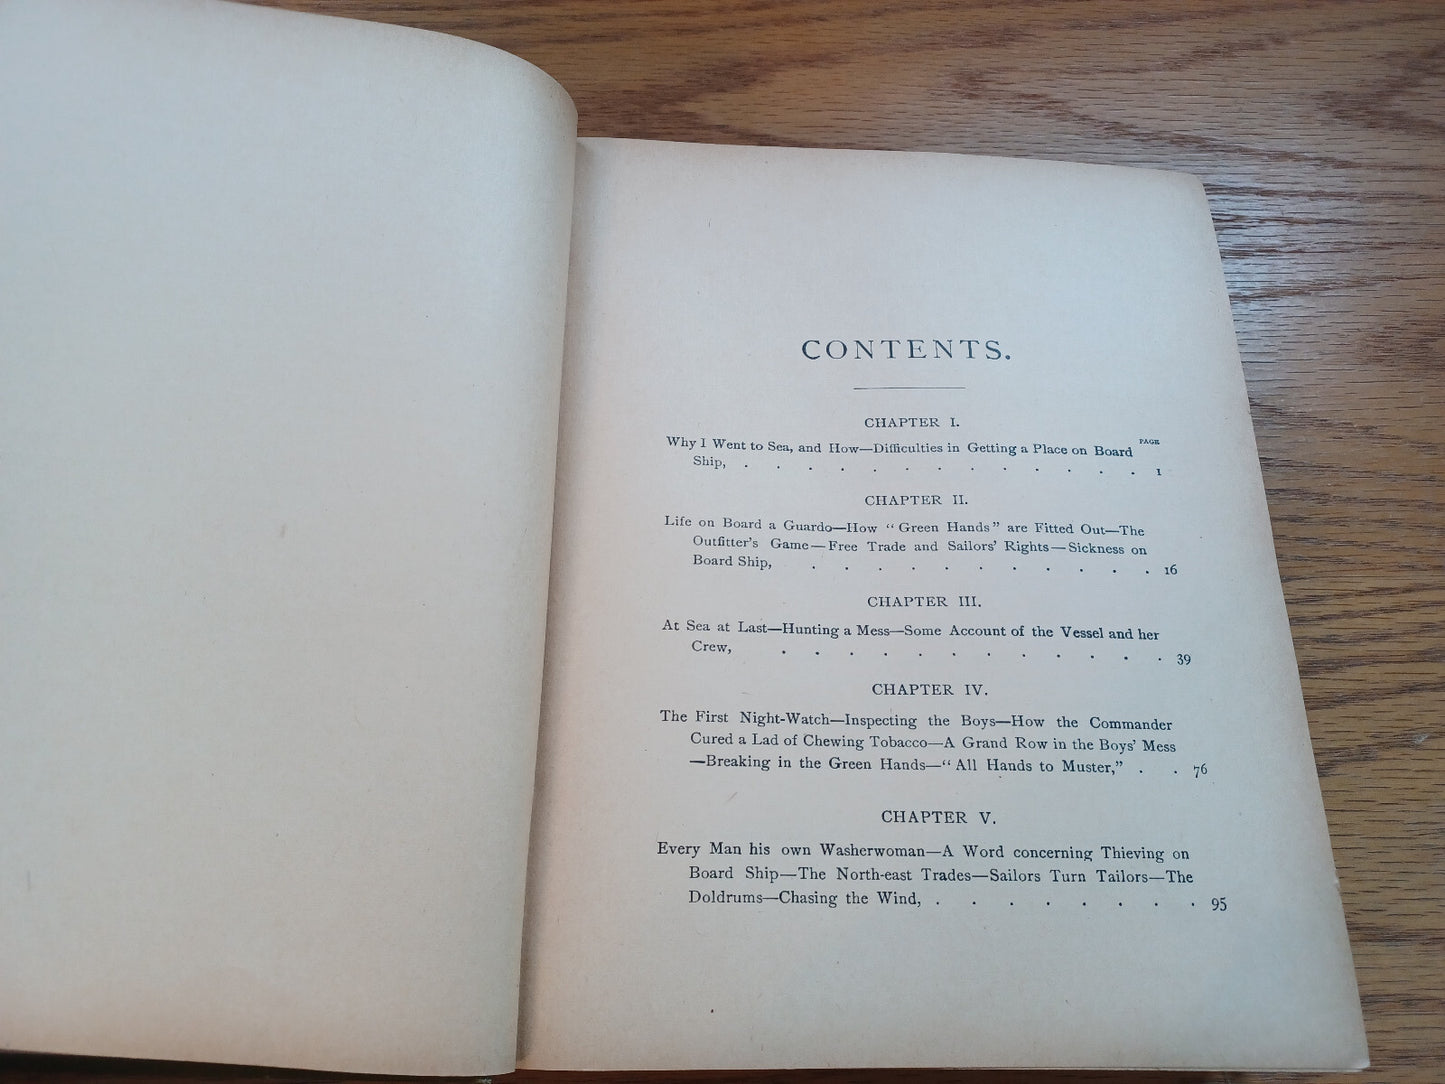 CONTENTS.
CHAPTER I.
PAGE
Why I Went to Sea, and How—Difficulties in Getting a Place on Board
Ship, . . . . . . . . . . . . . 1
CHAPTER II.
Life on Board a Guardo—How "Green Hands" are Fitted Out—The
Outfitter's Game—Free Trade and Sailors' Rights—Sickness on
Board Ship, . . . . . . . . . . . 16
CHAPTER III.
At Sea at Last—Hunting a Mess—Some Account of the Vessel and her
Crew, . . . . . . . . . . . . 39
CHAPTER IV.
The First Night-Watch—Inspecting the Boys—How the Commander
Cured a Lad of Chewing Tobacco—A Grand Row in the Boys' Mess
—Breaking in the Green Hands—"All Hands to Muster," . . 76
CHAPTER V.
Every Man his own Washerwoman—A Word concerning Thieving on
Board Ship—The North-east Trades—Sailors Turn Tailors—The
Doldrums—Chasing the Wind, . . . . . . . . 95